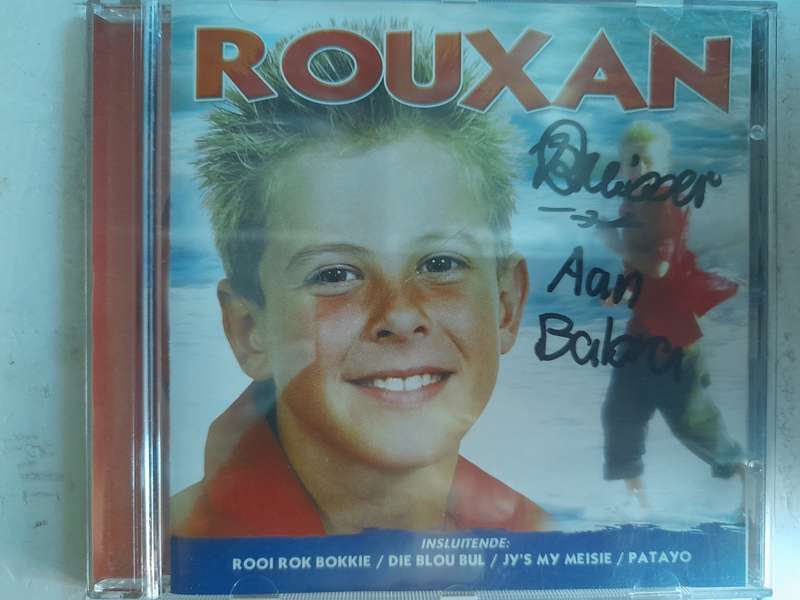 ROUXAN
Aan
INSLUITENDE:
ROOI ROK BOKKIE / DIE BLOU BUL / JY'S MY MEISIE / PATAYO